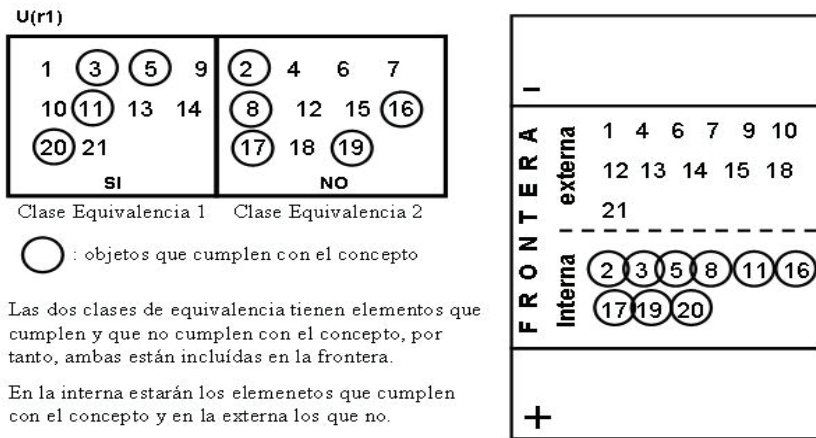 U(r1)
1 3 5 9
10 11 13 14
20 21
SI
2 4 6 7
8 12 15 16
17 18 19
NO
Clase Equivalencia 1
Clase Equivalencia 2
: objetos que cumplen con el concepto
Las dos clases de equivalencia tienen elementos que
cumplen y que no cumplen con el concepto, por
tanto, ambas están incluídas en la frontera.
En la interna estarán los elemenetos que cumplen
con el concepto y en la externa los que no.
–
FRONTERA
externa
1 4 6 7 9 10
12 13 14 15 18
21
Interna
2 3 5 8 11 16
17 19 20
+